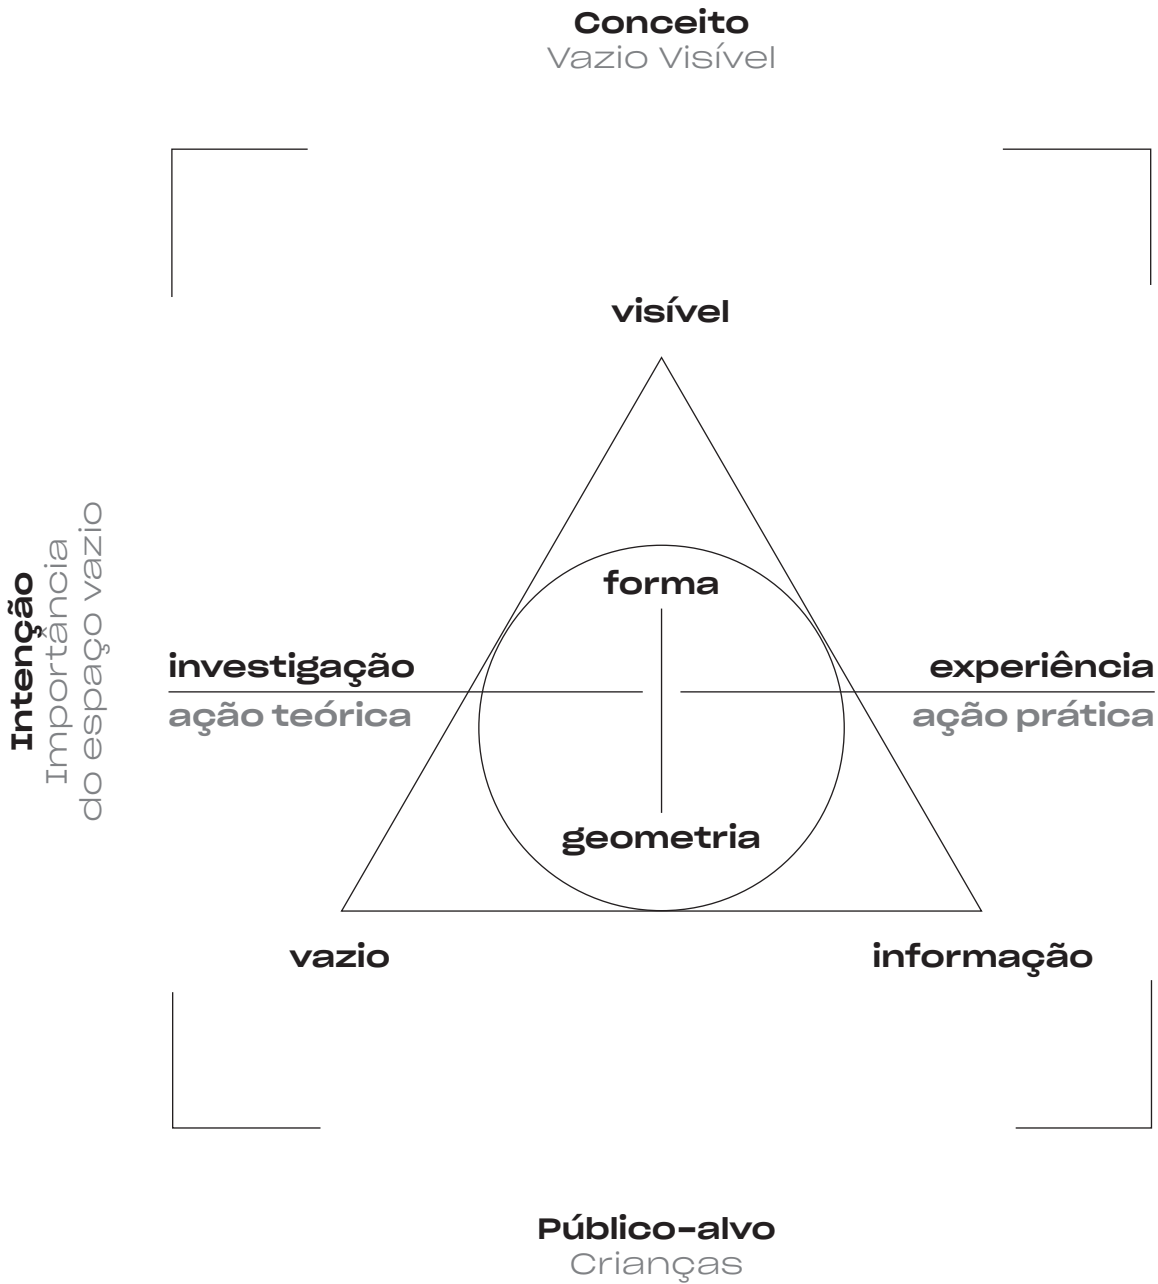 Conceito
Vazio Visível
visível
forma
Intenção
Importância
do espaço vazio
investigação
ação teórica
experiência
ação prática
geometria
vazio
informação
Público-alvo
Crianças